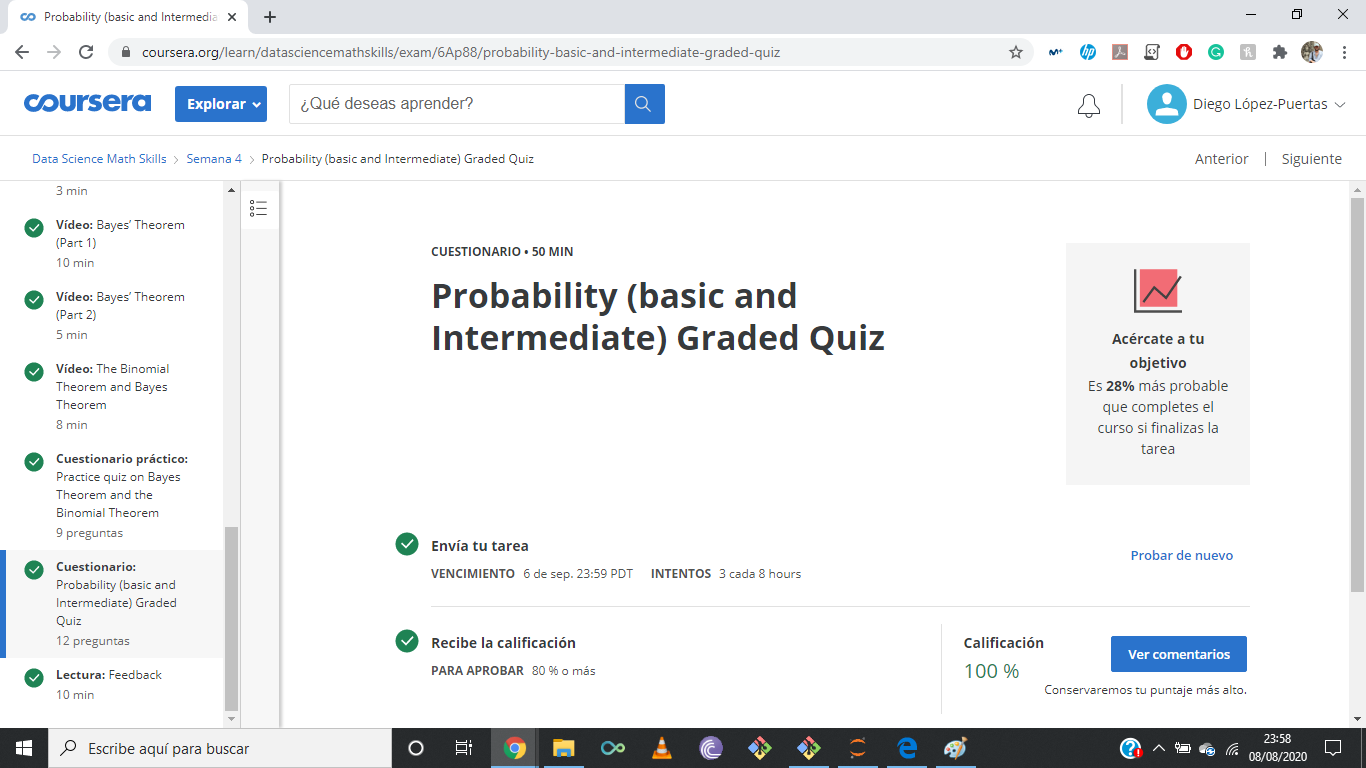 Probability (basic and Intermedia
coursera.org/learn/datasciencemathskills/exam/6Ap88/probability-basic-and-intermediate-graded-quiz
coursera
Explorar
¿Qué deseas aprender?
Diego López-Puertas
Data Science Math Skills > Semana 4 > Probability (basic and Intermediate) Graded Quiz
Anterior | Siguiente
3 min
Vídeo: Bayes’ Theorem
(Part 1)
10 min
Vídeo: Bayes’ Theorem
(Part 2)
5 min
Vídeo: The Binomial
Theorem and Bayes
Theorem
8 min
Cuestionario práctico:
Practice quiz on Bayes
Theorem and the
Binomial Theorem
9 preguntas
Cuestionario:
Probability (basic and
Intermediate) Graded
Quiz
12 preguntas
Lectura: Feedback
10 min
CUESTIONARIO • 50 MIN
Probability (basic and
Intermediate) Graded Quiz
Acércate a tu
objetivo
Es 28% más probable
que completes el
curso si finalizas la
tarea
Envía tu tarea
VENCIMIENTO 6 de sep. 23:59 PDT INTENTOS 3 cada 8 hours
Probar de nuevo
Recibe la calificación
PARA APROBAR 80 % o más
Calificación
100 %
Ver comentarios
Conservaremos tu puntaje más alto.
Escribe aquí para buscar
23:58
08/08/2020